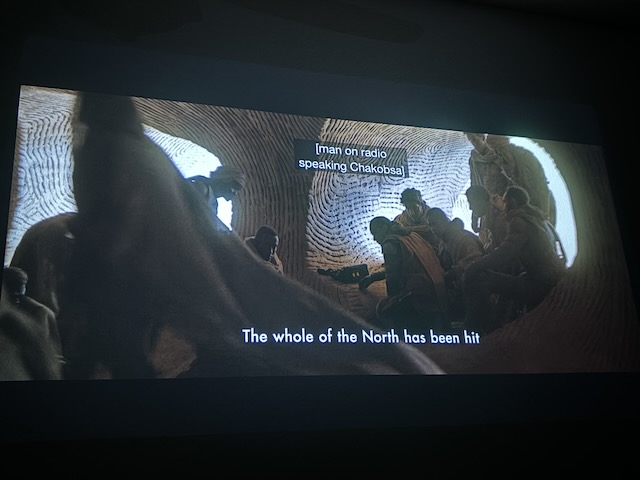 [man on radio
speaking Chakobsa]
The whole of the North has been hit